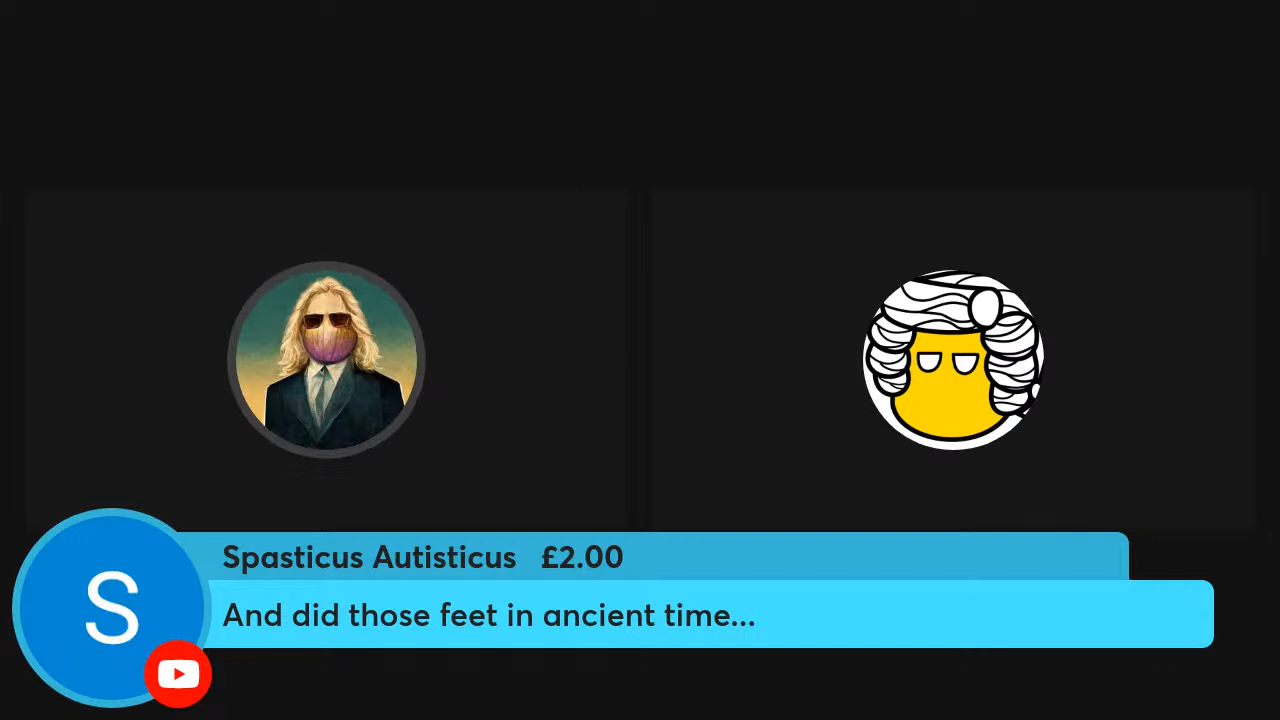 Spasticus Autisticus £2.00
And did those feet in ancient time...
S